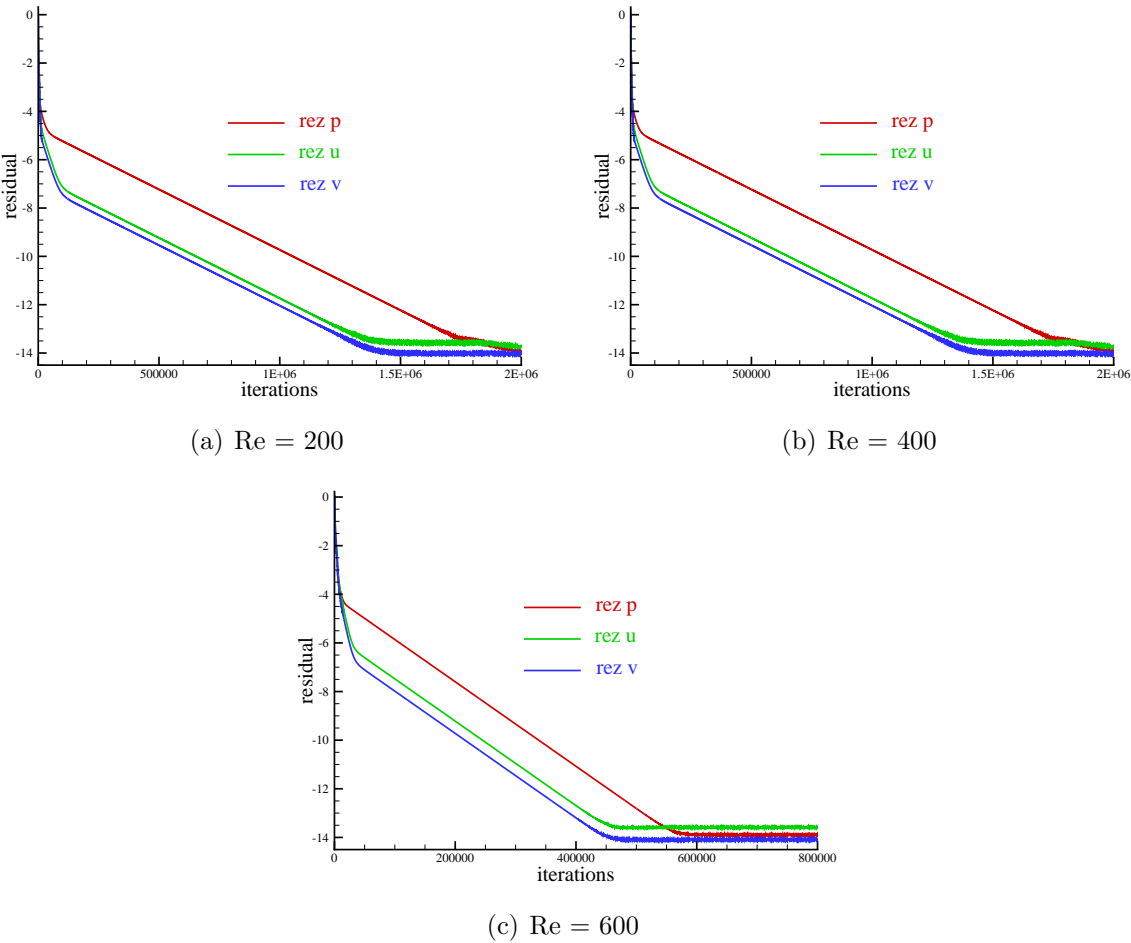 0
-2
-4
-6
-8
-10
-12
-14
residual
0
500000
1E+06
1.5E+06
2E+06
iterations
rez p
rez u
rez v
(a) Re = 200
0
-2
-4
-6
-8
-10
-12
-14
residual
0
500000
1E+06
1.5E+06
2E+06
iterations
rez p
rez u
rez v
(b) Re = 400
0
-2
-4
-6
-8
-10
-12
-14
residual
0
200000
400000
600000
800000
iterations
rez p
rez u
rez v
(c) Re = 600